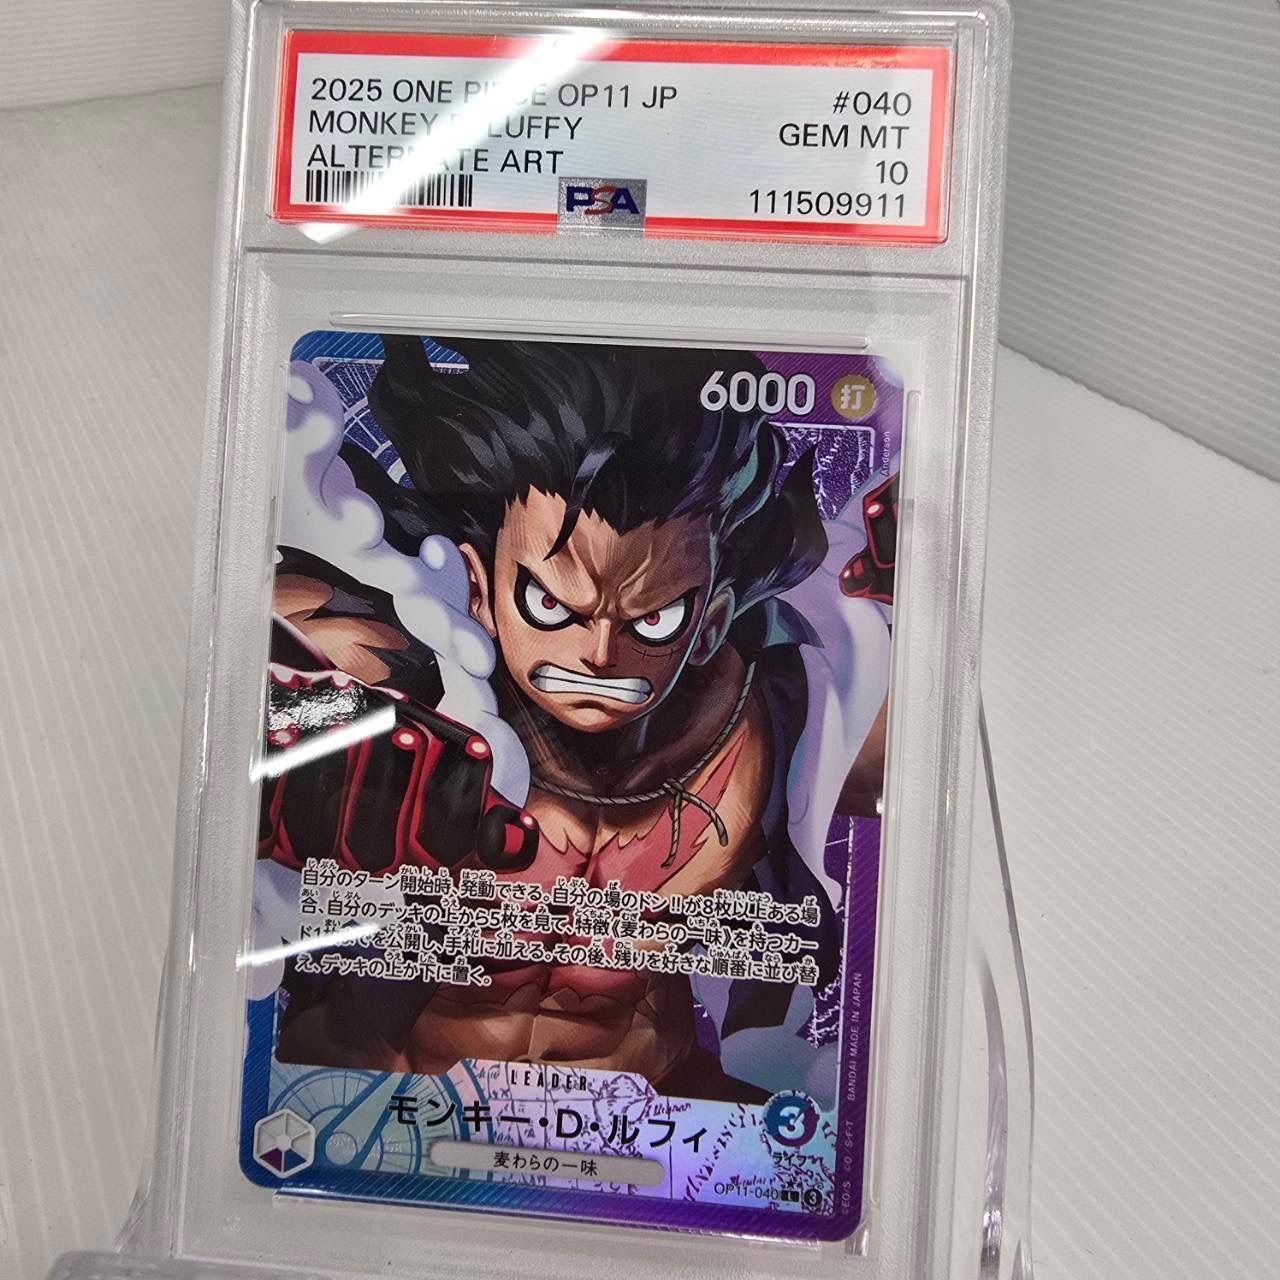 2025 ONE PIECE OP11 JP
#040
MONKEY D. LUFFY
GEM MT
ALTERNATE ART
10
PSA
111509911
6000
打
Anderson
自分のターン開始時、発動できる。自分の場のドン!!が8枚以上ある場
合、自分のデッキの上から5枚を見て、特徴《麦わらの一味》を持つカー
ド1枚までを公開し、手札に加える。その後、残りを好きな順番に並び替
え、デッキの上か下に置く。
BANDAI MADE IN JAPAN
LEADER
モンキー・D・ルフィ
3
ライフ
麦わらの一味
OP11-040 L 3